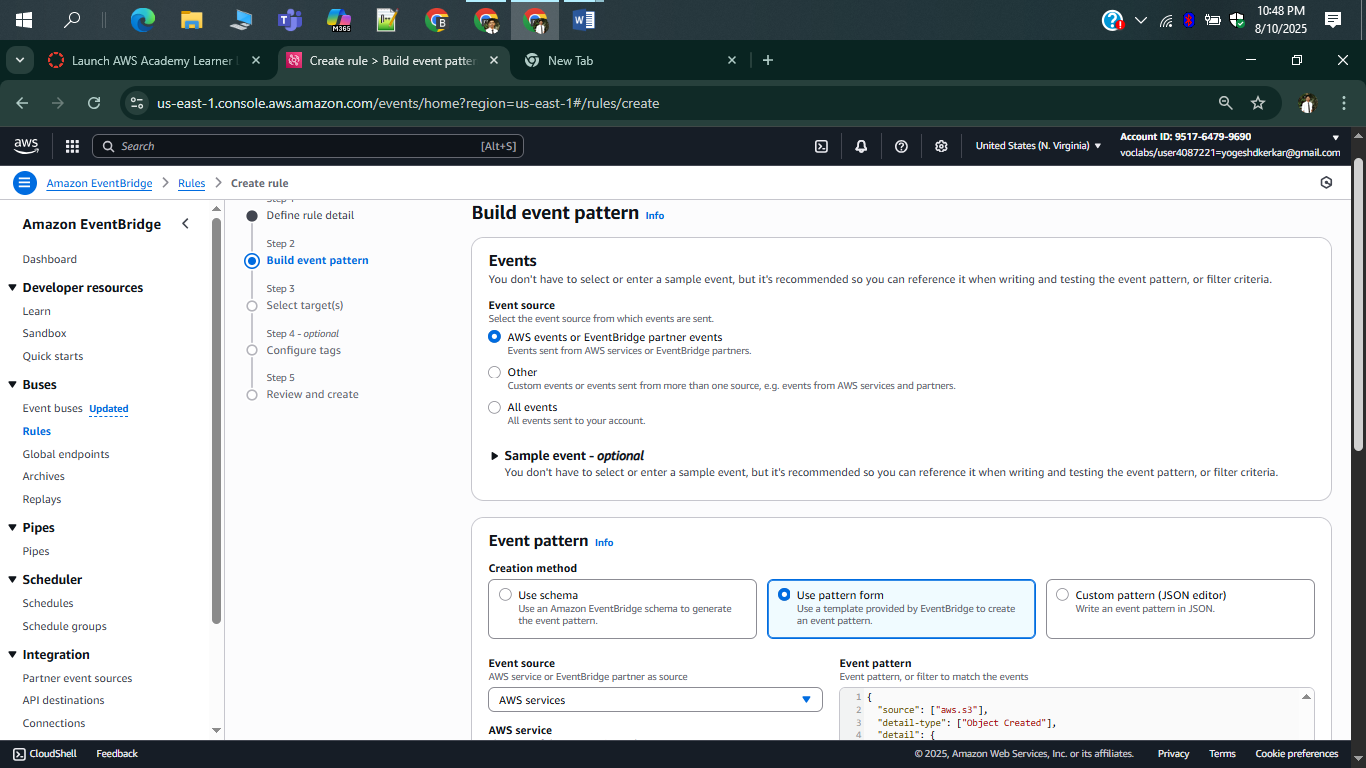 M365
B
10:48 PM
8/10/2025
Launch AWS Academy Learner
Create rule > Build event patter
New Tab
us-east-1.console.aws.amazon.com/events/home?region=us-east-1#/rules/create
aws
Search
[Alt+S]
United States (N. Virginia)
Account ID: 9517-6479-9690
voclabs/user4087221=yogeshdkerkar@gmail.com
Amazon EventBridge
Rules
Create rule
Amazon EventBridge
Dashboard
Developer resources
Learn
Sandbox
Quick starts
Buses
Event buses Updated
Rules
Global endpoints
Archives
Replays
Pipes
Pipes
Scheduler
Schedules
Schedule groups
Integration
Partner event sources
API destinations
Connections
Step 1
Define rule detail
Step 2
Build event pattern
Step 3
Select target(s)
Step 4 - optional
Configure tags
Step 5
Review and create
Build event pattern Info
Events
You don't have to select or enter a sample event, but it's recommended so you can reference it when writing and testing the event pattern, or filter criteria.
Event source
Select the event source from which events are sent.
AWS events or EventBridge partner events
Events sent from AWS services or EventBridge partners.
Other
Custom events or events sent from more than one source, e.g. events from AWS services and partners.
All events
All events sent to your account.
Sample event - optional
You don't have to select or enter a sample event, but it's recommended so you can reference it when writing and testing the event pattern, or filter criteria.
Event pattern Info
Creation method
Use schema
Use an Amazon EventBridge schema to generate
the event pattern.
Use pattern form
Use a template provided by EventBridge to create
an event pattern.
Custom pattern (JSON editor)
Write an event pattern in JSON.
Event source
AWS service or EventBridge partner as source
AWS services
AWS service
Event pattern
Event pattern, or filter to match the events
1 {
2 "source": ["aws.s3"],
3 "detail-type": ["Object Created"],
4 "detail": {
CloudShell
Feedback
© 2025, Amazon Web Services, Inc. or its affiliates.
Privacy
Terms
Cookie preferences